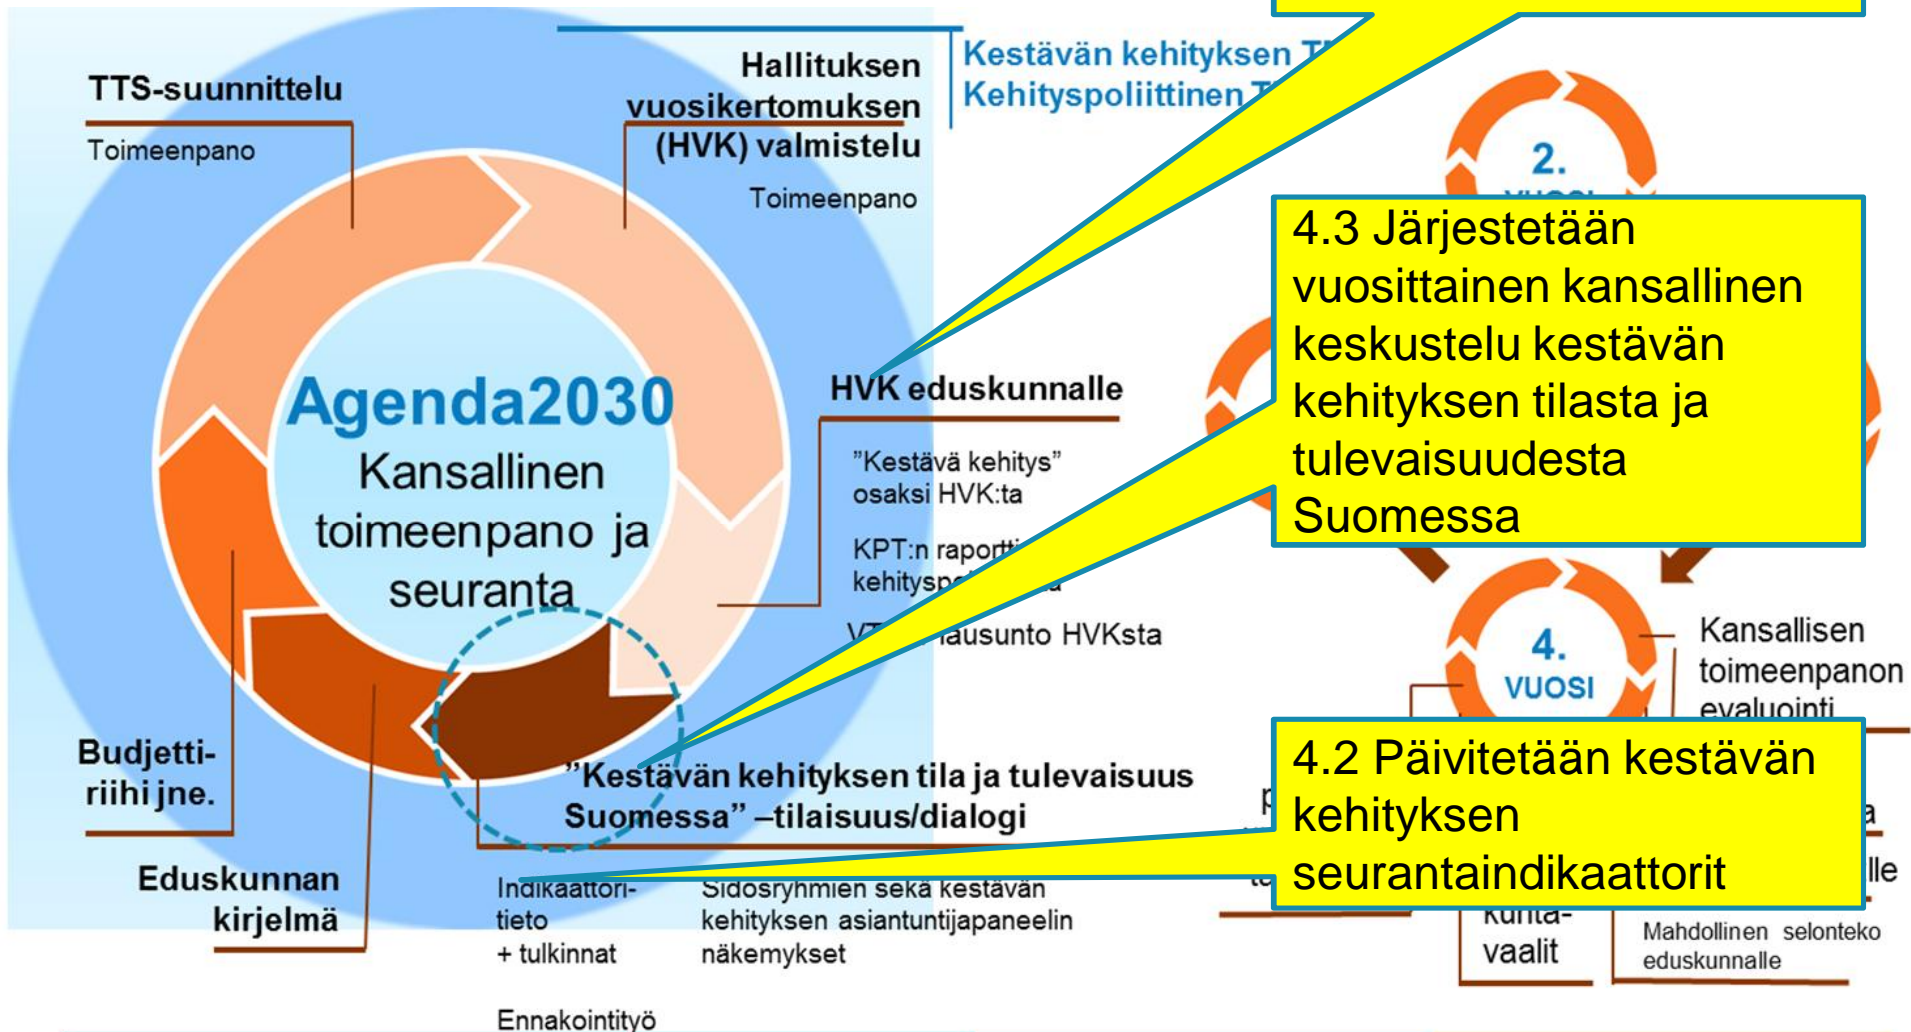 TTS-suunnittelu
Toimeenpano
Hallituksen
vuosikertomuksen
(HVK) valmistelu
Toimeenpano
Kestävän kehityksen
Kehityspoliittinen
Agenda2030
Kansallinen
toimeenpano ja
seuranta
HVK eduskunnalle
”Kestävä kehitys”
osaksi HVK:ta
KPT:n raportti
lausunto HVKsta
”Kestävän kehityksen tila ja tulevaisuus
Suomessa” –tilaisuus/dialogi
Indikaattori-
tieto
+ tulkinnat
Ennakointityö
Sidosryhmien sekä kestävän
kehityksen asiantuntijapaneelin
näkemykset
Eduskunnan
kirjelmä
Budjetti-
riihi jne.
2.
VUOSI
4.3 Järjestetään
vuosittainen kansallinen
keskustelu kestävän
kehityksen tilasta ja
tulevaisuudesta
Suomessa
4.
VUOSI
Kansallisen
toimeenpanon
evaluointi
4.2 Päivitetään kestävän
kehityksen
seurantaindikaattorit
kunta-
vaalit
Mahdollinen selonteko
eduskunnalle